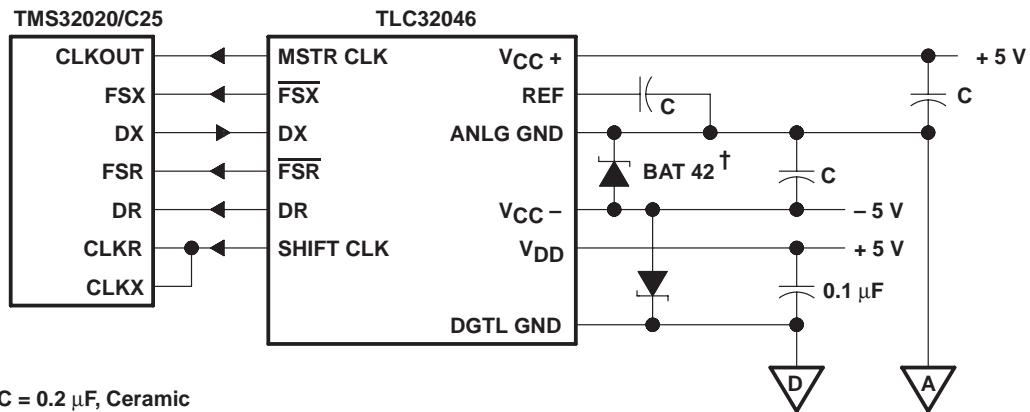 TMS32020/C25 TLC32046
CLKOUT MSTR CLK VCC + + 5 V
FSX FSX REF C C
DX DX ANLG GND
FSR FSR BAT 42 † C
DR DR VCC – – 5 V
CLKR SHIFT CLK VDD + 5 V
CLKX 0.1 μF
DGTL GND
D A
C = 0.2 μF, Ceramic